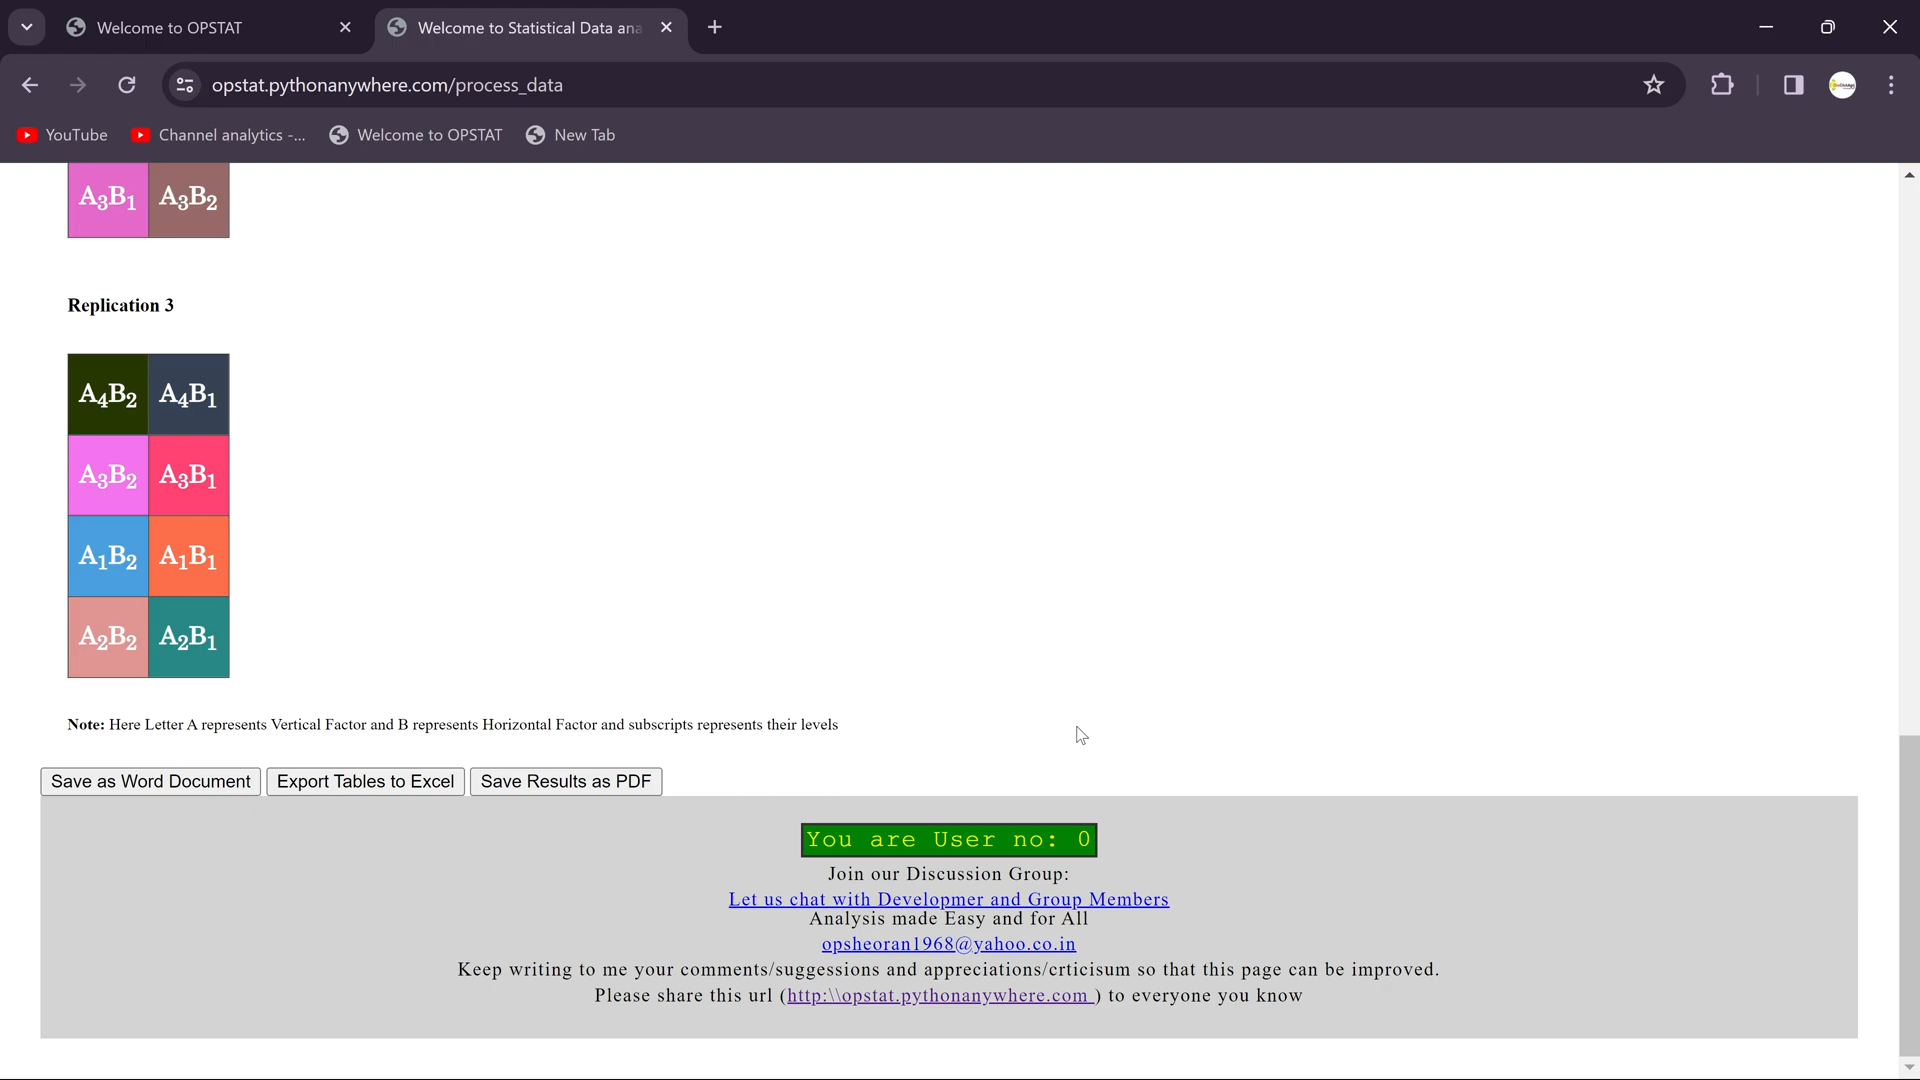 Welcome to OPSTAT
Welcome to Statistical Data ana
opstat.pythonanywhere.com/process_data
YouTube
Channel analytics -...
Welcome to OPSTAT
New Tab
A₃B₁ A₃B₂
Replication 3
A₄B₂ A₄B₁
A₃B₂ A₃B₁
A₁B₂ A₁B₁
A₂B₂ A₂B₁
Note: Here Letter A represents Vertical Factor and B represents Horizontal Factor and subscripts represents their levels
Save as Word Document
Export Tables to Excel
Save Results as PDF
You are User no: 0
Join our Discussion Group:
Let us chat with Developmer and Group Members
Analysis made Easy and for All
opsheoran1968@yahoo.co.in
Keep writing to me your comments/suggessions and appreciations/crticisum so that this page can be improved.
Please share this url (http:\\opstat.pythonanywhere.com ) to everyone you know